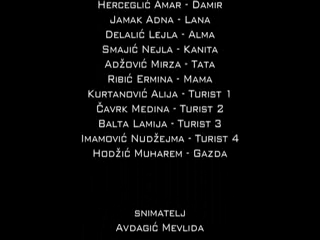 Herceglić Amar - Damir
Jamak Adna - Lana
Delalić Lejla - Alma
Smajić Nejla - Kanita
Adžović Mirza - Tata
Ribić Ermina - Mama
Kurtanović Alija - Turist 1
Čavrk Medina - Turist 2
Balta Lamija - Turist 3
Imamović Nudžejma - Turist 4
Hodžić Muharem - Gazda
snimatelj
Avdagić Mevlida